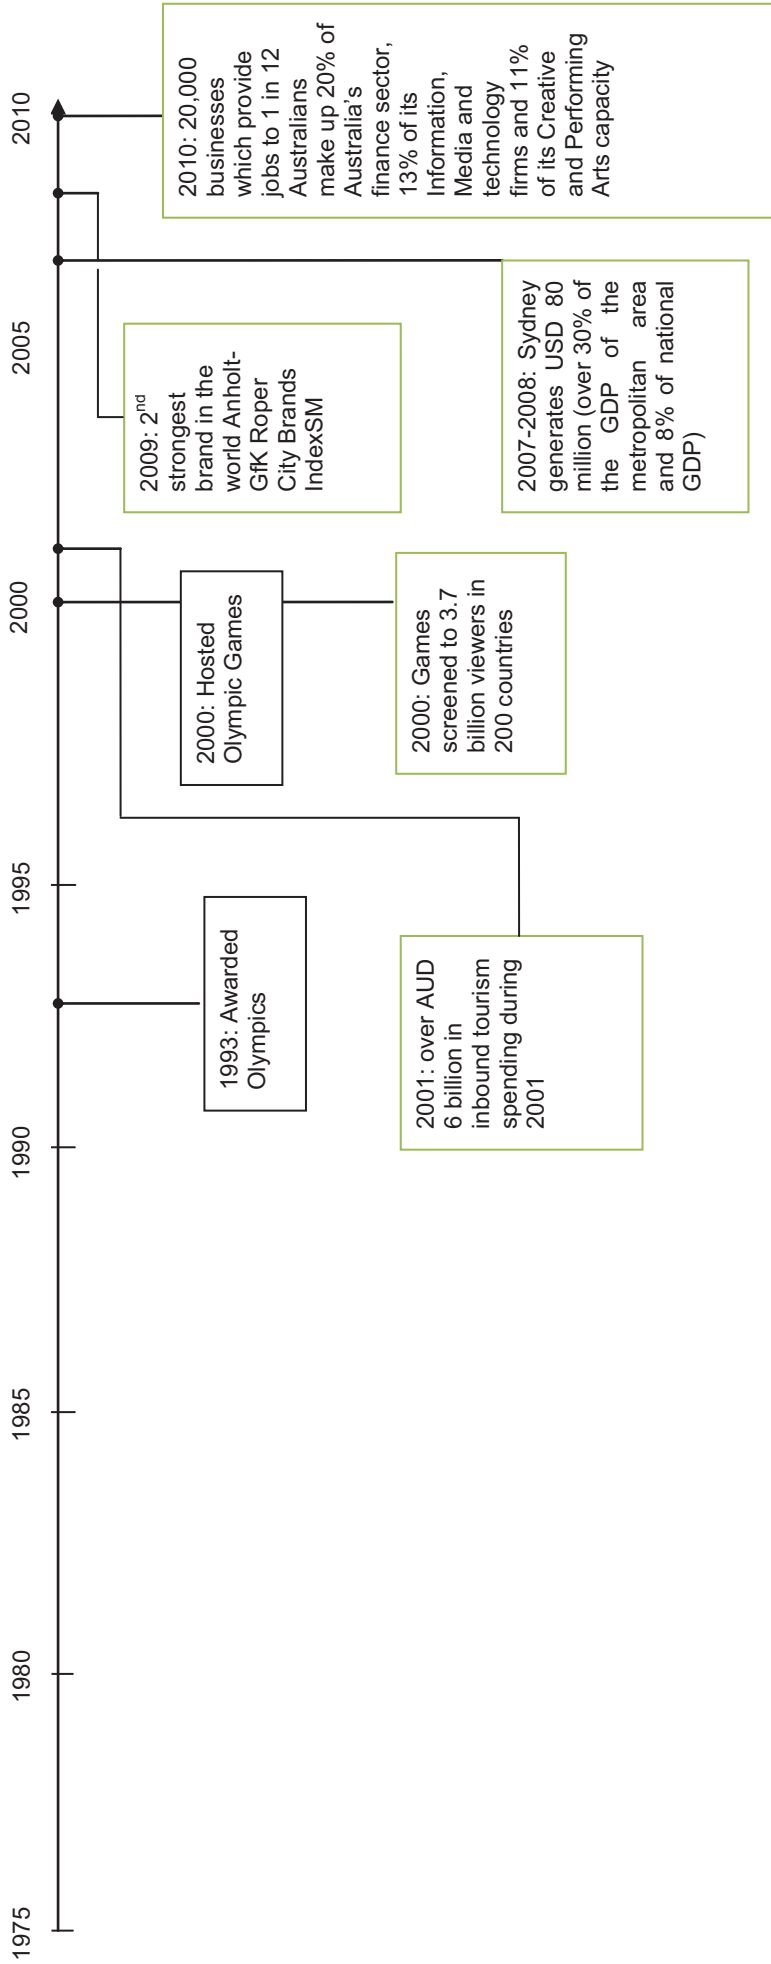 1975
1980
1985
1990
1995
2000
2005
2010
1993: Awarded
Olympics
2001: over AUD
6 billion in
inbound tourism
spending during
2001
2000: Hosted
Olympic Games
2000: Games
screened to 3.7
billion viewers in
200 countries
2009: 2nd
strongest
brand in the
world Anholt-
GfK Roper
City Brands
IndexSM
2007-2008: Sydney
generates USD 80
million (over 30% of
the GDP of the
metropolitan area
and 8% of national
GDP)
2010: 20,000
businesses
which provide
jobs to 1 in 12
Australians
make up 20% of
Australia's
finance sector,
13% of its
Information,
Media and
technology
firms and 11%
of its Creative
and Performing
Arts capacity